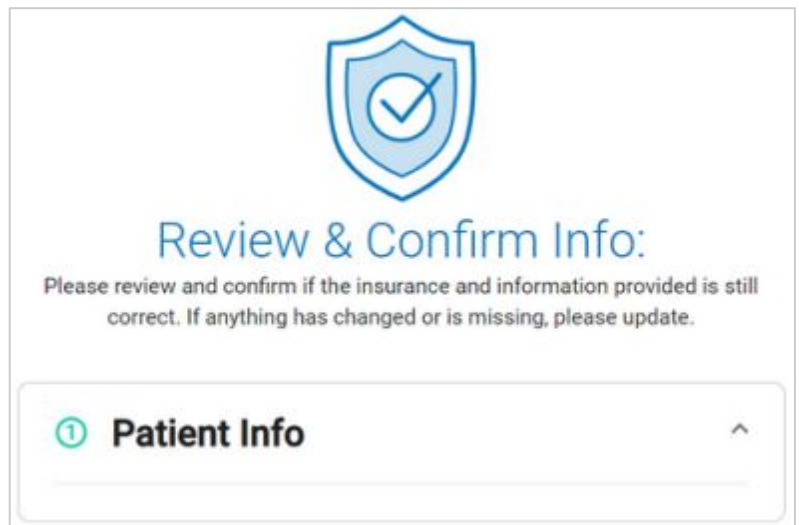 Review & Confirm Info:
Please review and confirm if the insurance and information provided is still
correct. If anything has changed or is missing, please update.
1 Patient Info